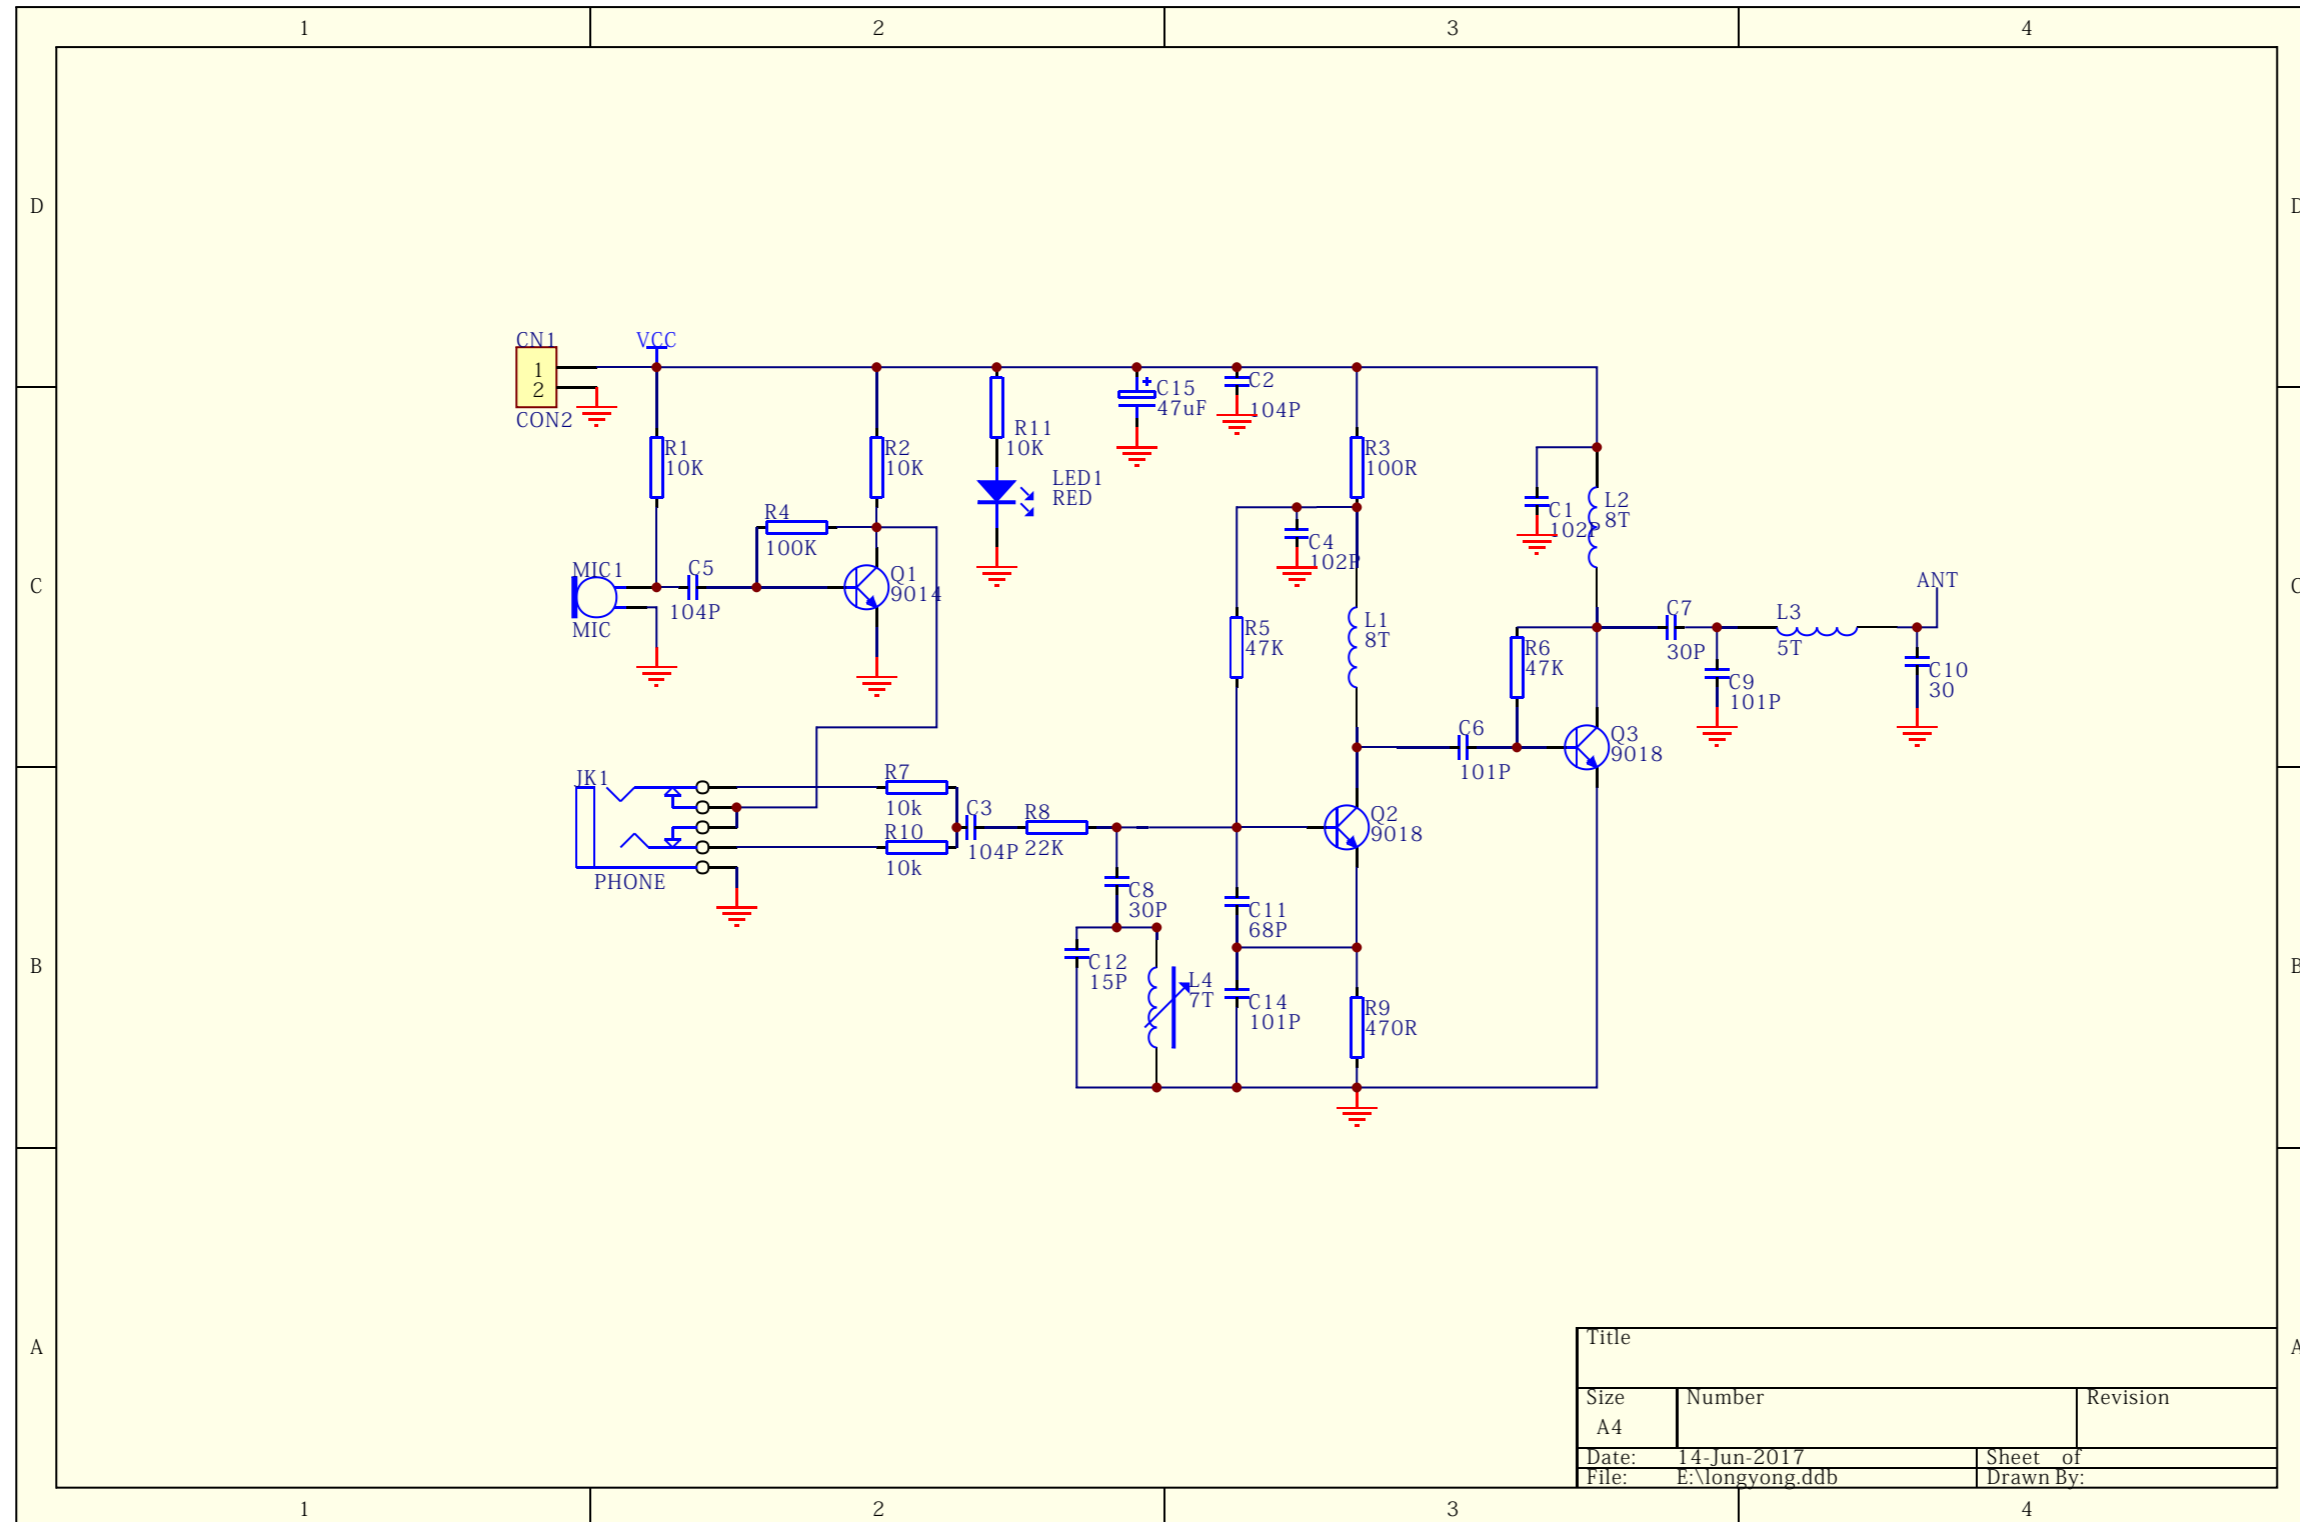 1
2
3
4
D
D
CN1
VCC
1
2
CON2
C15
47uF
C2
104P
R1
10K
R2
10K
R11
10K
LED1
RED
R3
100R
R4
100K
C4
102P
C1
102P
L2
8T
MIC1
MIC
C5
104P
Q1
9014
C
C
ANT
R5
47K
L1
8T
R6
47K
C7
30P
L3
5T
C9
101P
C10
30
C6
101P
Q3
9018
JK1
PHONE
R7
10k
R10
10k
C3
104P
R8
22K
Q2
9018
C8
30P
C11
68P
B
B
C12
15P
L4
7T
C14
101P
R9
470R
A
A
Title
Size
Number
Revision
A4
Date: 14-Jun-2017
Sheet of
File: E:\longyong.ddb
Drawn By:
1
2
3
4